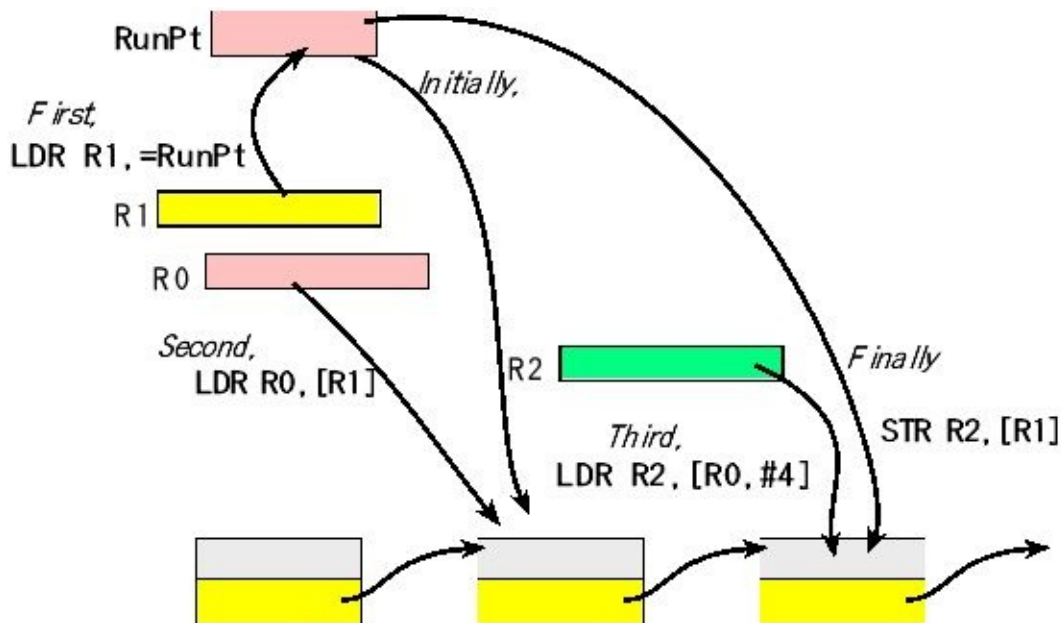 RunPt
Initially,
First,
LDR R1,=RunPt
R1
R0
Second,
LDR R0,[R1]
R2
Finally
STR R2,[R1]
Third,
LDR R2,[R0,#4]